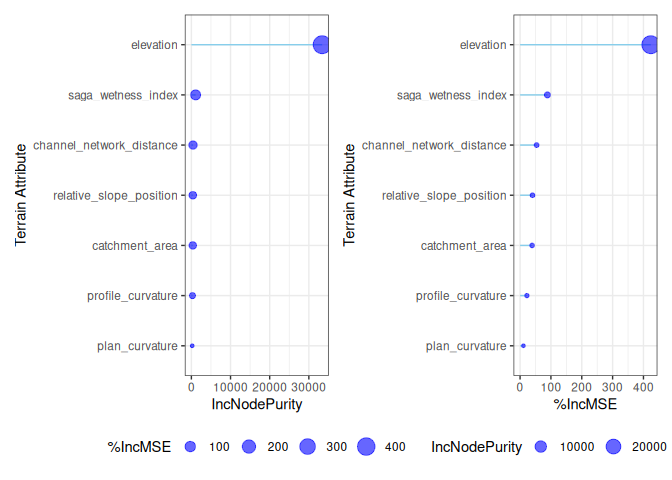 Terrain Attribute
elevation
saga_wetness_index
channel_network_distance
relative_slope_position
catchment_area
profile_curvature
plan_curvature
0 10000 20000 30000
IncNodePurity
Terrain Attribute
elevation
saga_wetness_index
channel_network_distance
relative_slope_position
catchment_area
profile_curvature
plan_curvature
0 100 200 300 400
%IncMSE
%IncMSE 100 200 300 400
IncNodePurity 10000 20000